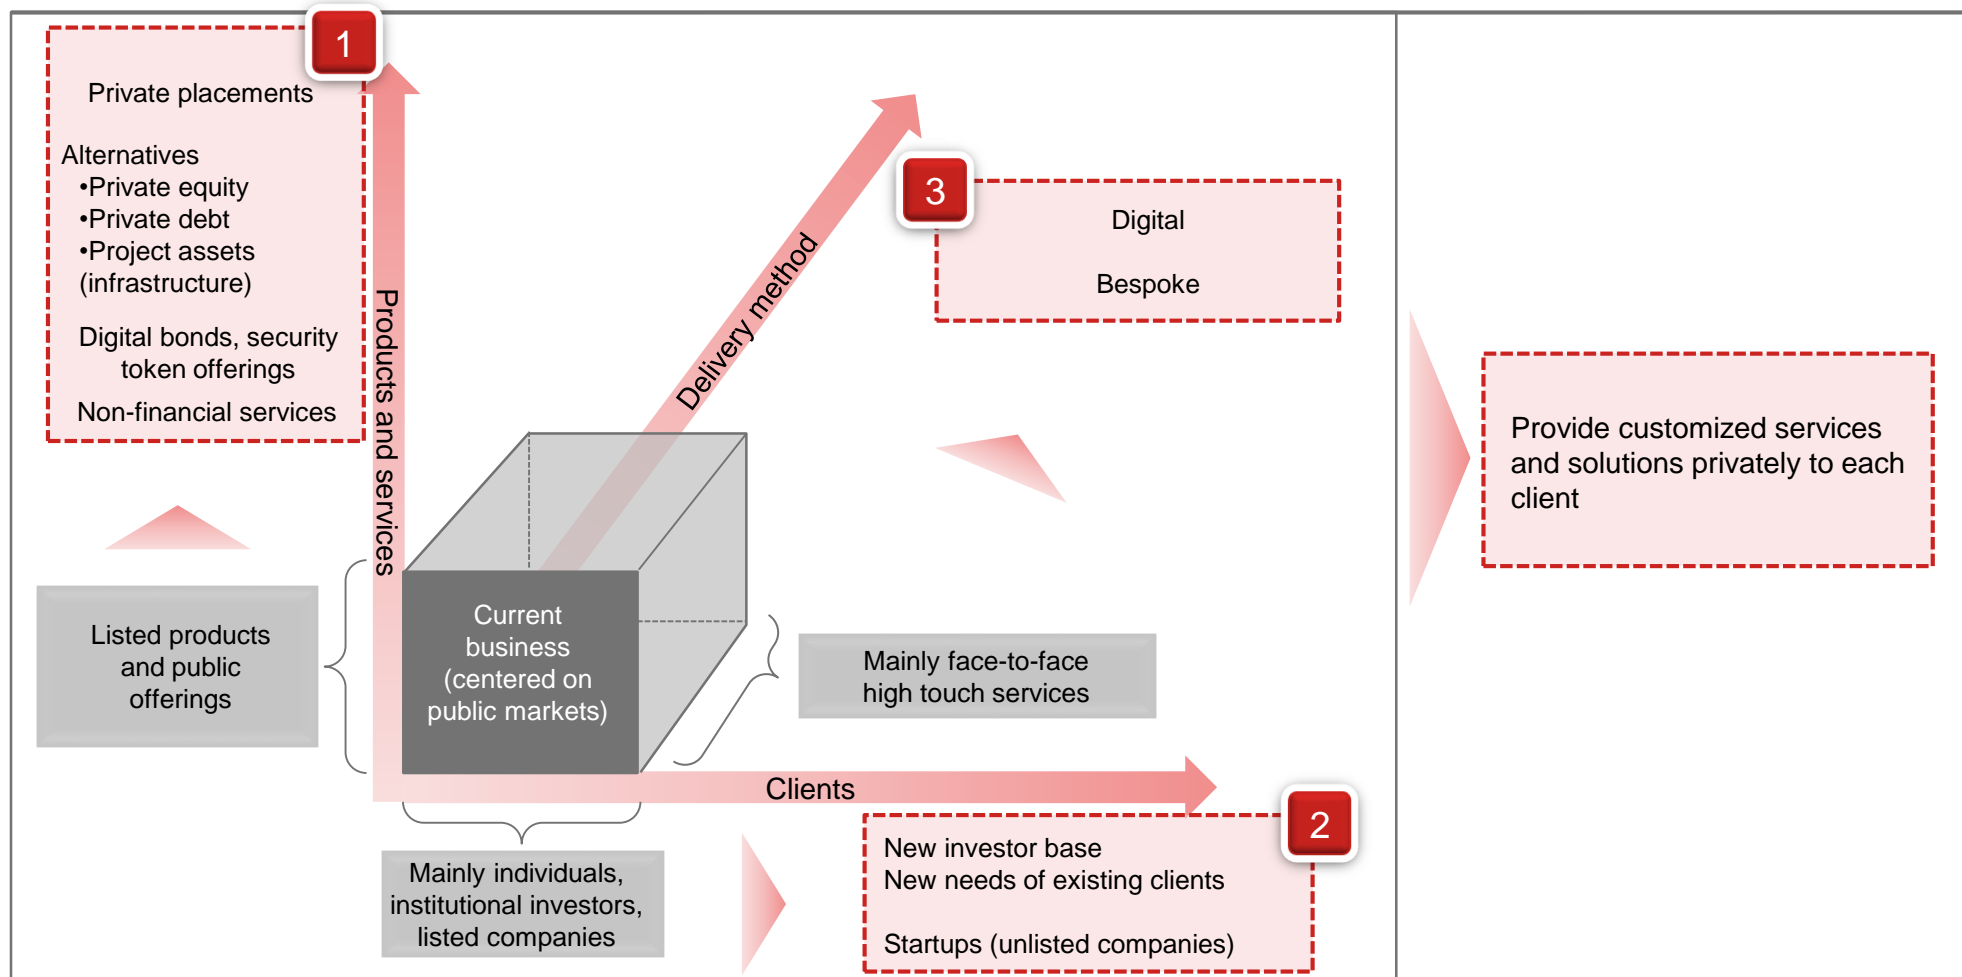 1
Private placements
Alternatives
•Private equity
•Private debt
•Project assets
(infrastructure)
Digital bonds, security
token offerings
Non-financial services
Products and services
Delivery method
3
Digital
Bespoke
Provide customized services
and solutions privately to each
client
Listed products
and public
offerings
Current
business
(centered on
public markets)
Mainly face-to-face
high touch services
Clients
Mainly individuals,
institutional investors,
listed companies
2
New investor base
New needs of existing clients
Startups (unlisted companies)